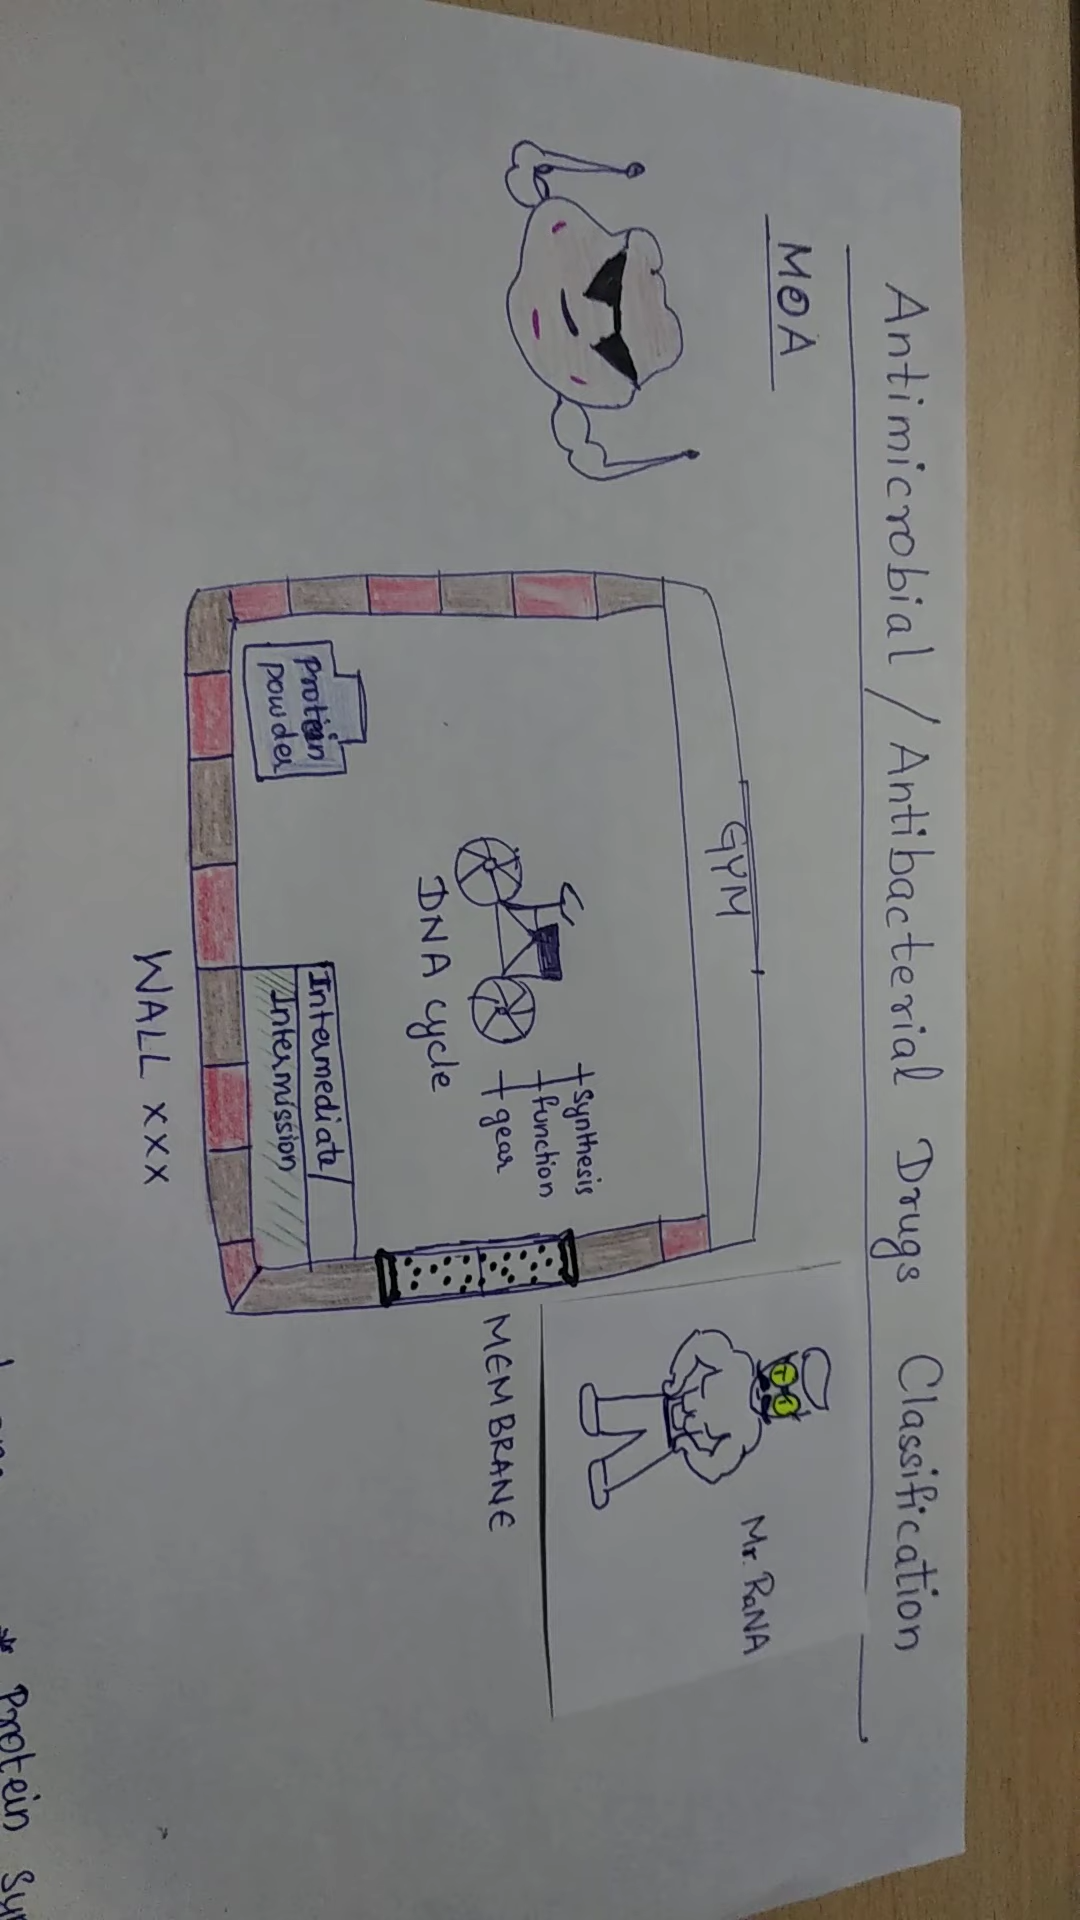 Antimicrobial / Antibacterial Drugs Classification
MOA
GYM
Mr. RaNA
synthesis
function
gear
DNA cycle
MEMBRANE
Protein
powder
Intermediate/
Intermission
WALL XXX
* Protein